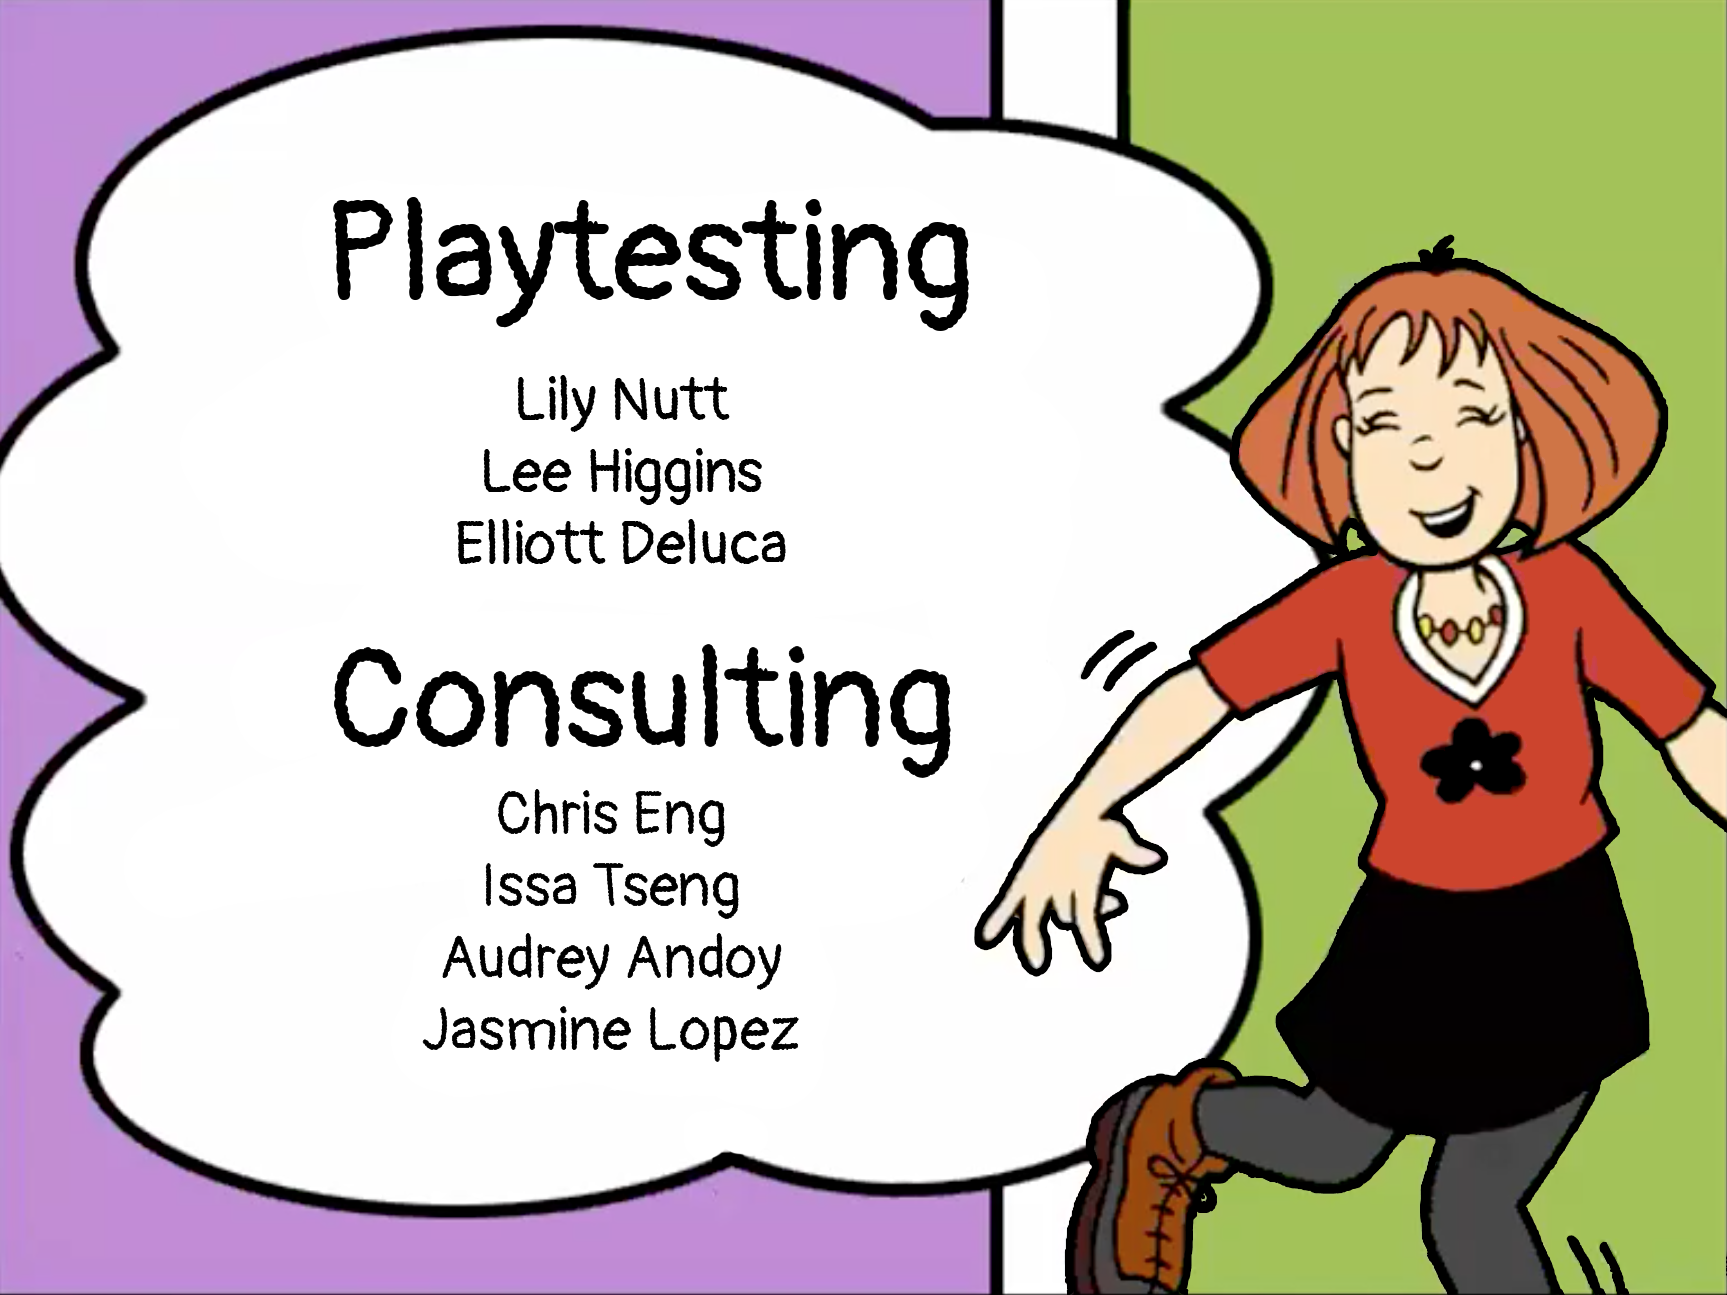 Playtesting
Lily Nutt
Lee Higgins
Elliott Deluca
Consulting
Chris Eng
Issa Tseng
Audrey Andoy
Jasmine Lopez